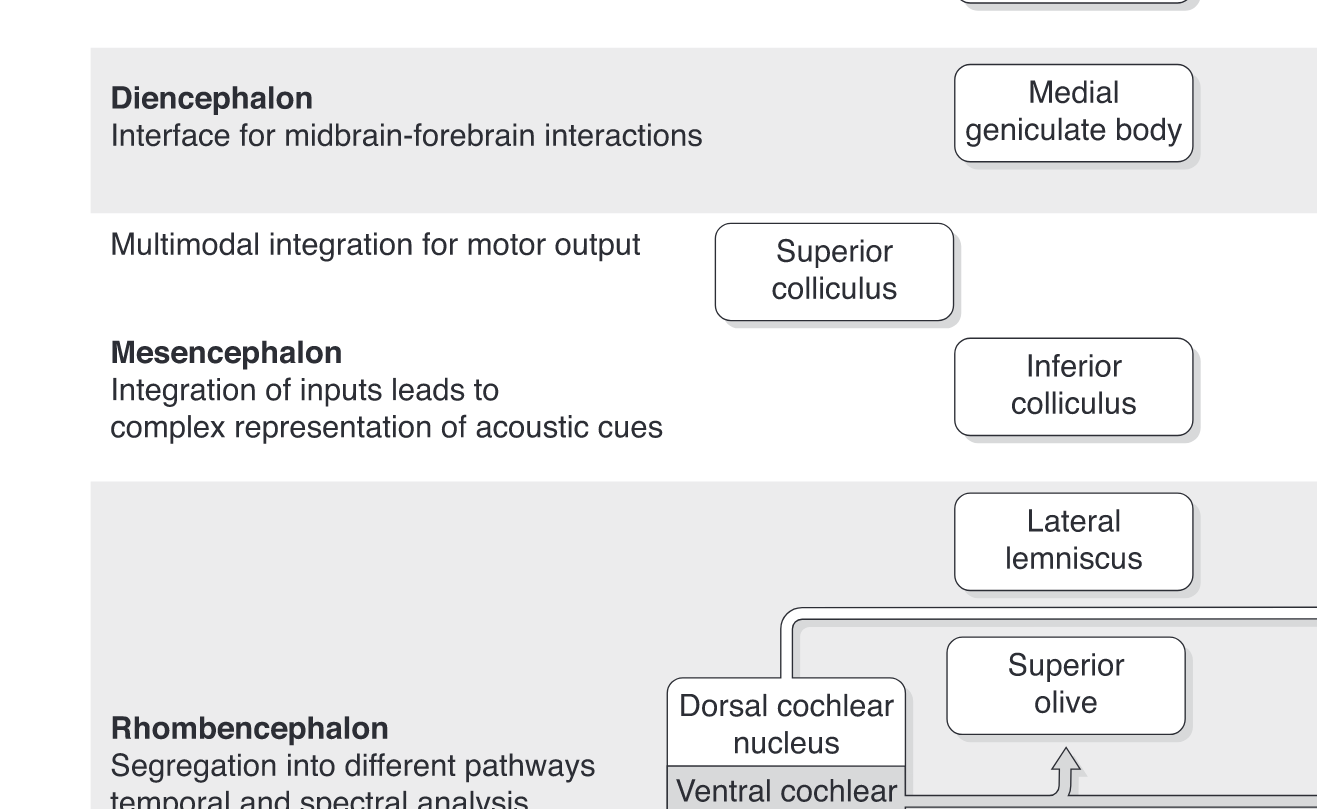 Diencephalon
Interface for midbrain-forebrain interactions
Medial
geniculate body
Multimodal integration for motor output
Superior
colliculus
Mesencephalon
Integration of inputs leads to
complex representation of acoustic cues
Inferior
colliculus
Lateral
lemniscus
Superior
olive
Dorsal cochlear
nucleus
Ventral cochlear
Rhombencephalon
Segregation into different pathways
temporal and spectral analysis